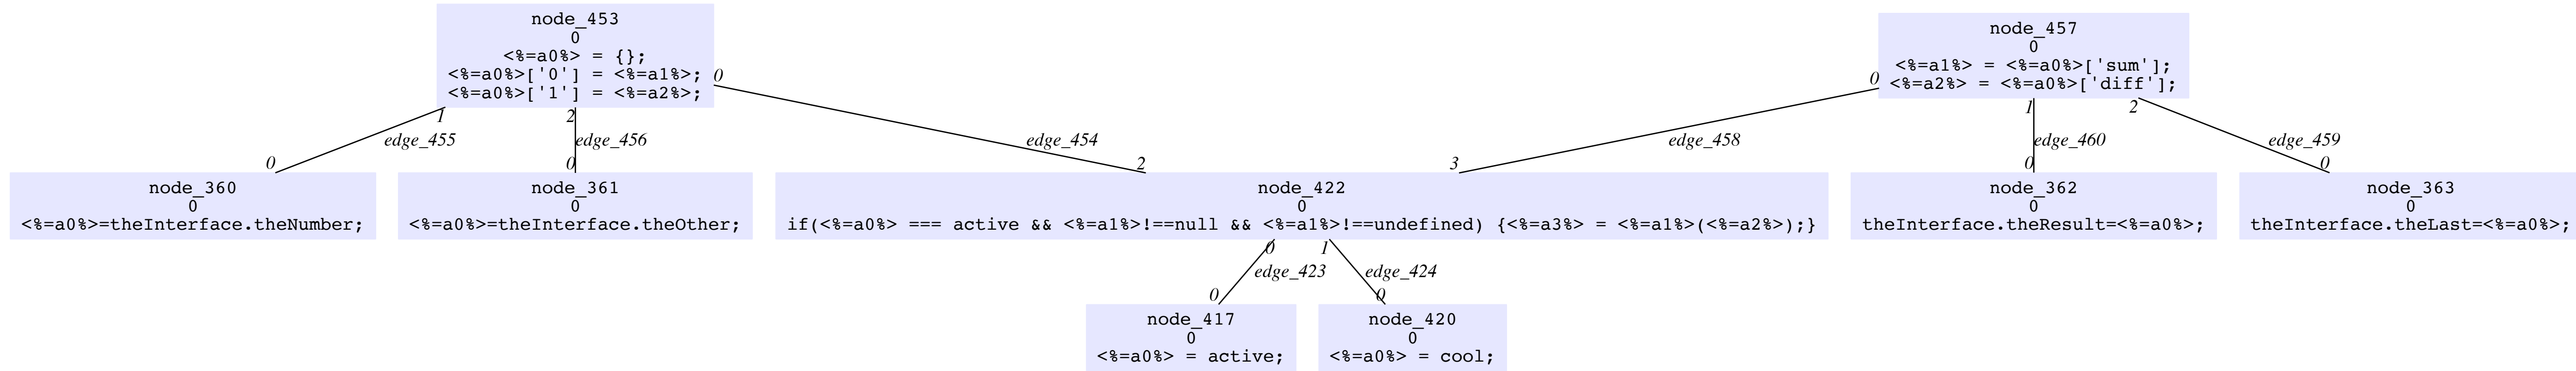 node_453
0
<%=a0%> = {};
<%=a0%>['0'] = <%=a1%>;
<%=a0%>['1'] = <%=a2%>;
0
node_457
0
<%=a1%> = <%=a0%>['sum'];
<%=a2%> = <%=a0%>['diff'];
0
1
2
1
2
edge_455
edge_456
edge_454
edge_458
edge_460
edge_459
0
0
2
3
0
0
node_360
0
<%=a0%>=theInterface.theNumber;
node_361
0
<%=a0%>=theInterface.theOther;
node_422
0
if(<%=a0%> === active && <%=a1%>!==null && <%=a1%>!==undefined) {<%=a3%> = <%=a1%>(<%=a2%>);}
node_362
0
theInterface.theResult=<%=a0%>;
node_363
0
theInterface.theLast=<%=a0%>;
0
1
edge_423
edge_424
0
0
node_417
0
<%=a0%> = active;
node_420
0
<%=a0%> = cool;